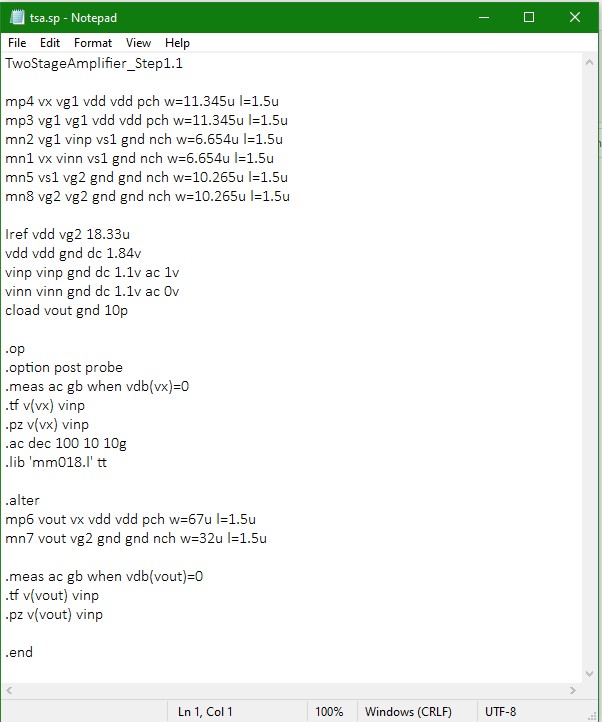 tsa.sp - Notepad
File Edit Format View Help
TwoStageAmplifier_Step1.1
mp4 vx vg1 vdd vdd pch w=11.345u l=1.5u
mp3 vg1 vg1 vdd vdd pch w=11.345u l=1.5u
mn2 vg1 vinp vs1 gnd nch w=6.654u l=1.5u
mn1 vx vinn vs1 gnd nch w=6.654u l=1.5u
mn5 vs1 vg2 gnd gnd nch w=10.265u l=1.5u
mn8 vg2 vg2 gnd gnd nch w=10.265u l=1.5u
Iref vdd vg2 18.33u
vdd vdd gnd dc 1.84v
vinp vinp gnd dc 1.1v ac 1v
vinn vinn gnd dc 1.1v ac 0v
cload vout gnd 10p
.op
.option post probe
.meas ac gb when vdb(vx)=0
.tf v(vx) vinp
.pz v(vx) vinp
.ac dec 100 10 10g
.lib 'mm018.l' tt
.alter
mp6 vout vx vdd vdd pch w=67u l=1.5u
mn7 vout vg2 gnd gnd nch w=32u l=1.5u
.meas ac gb when vdb(vout)=0
.tf v(vout) vinp
.pz v(vout) vinp
.end
Ln 1, Col 1 100% Windows (CRLF) UTF-8